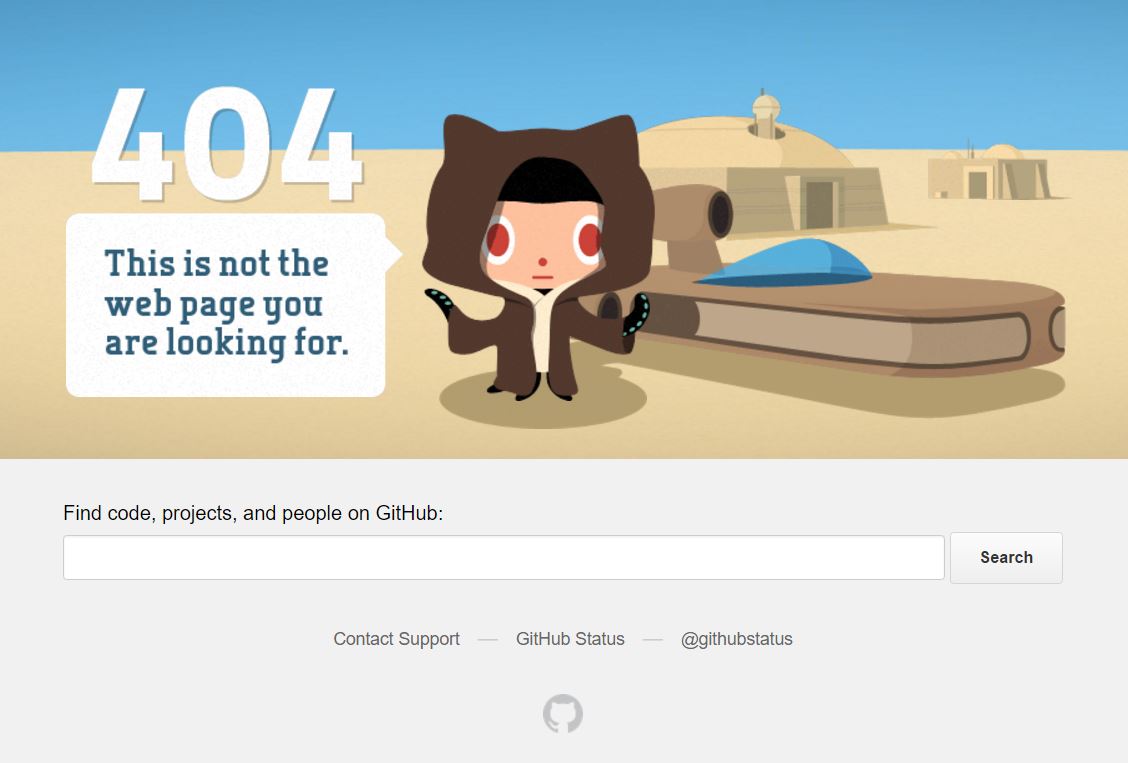 404
This is not the
web page you
are looking for.
Find code, projects, and people on GitHub:
Search
Contact Support — GitHub Status — @githubstatus